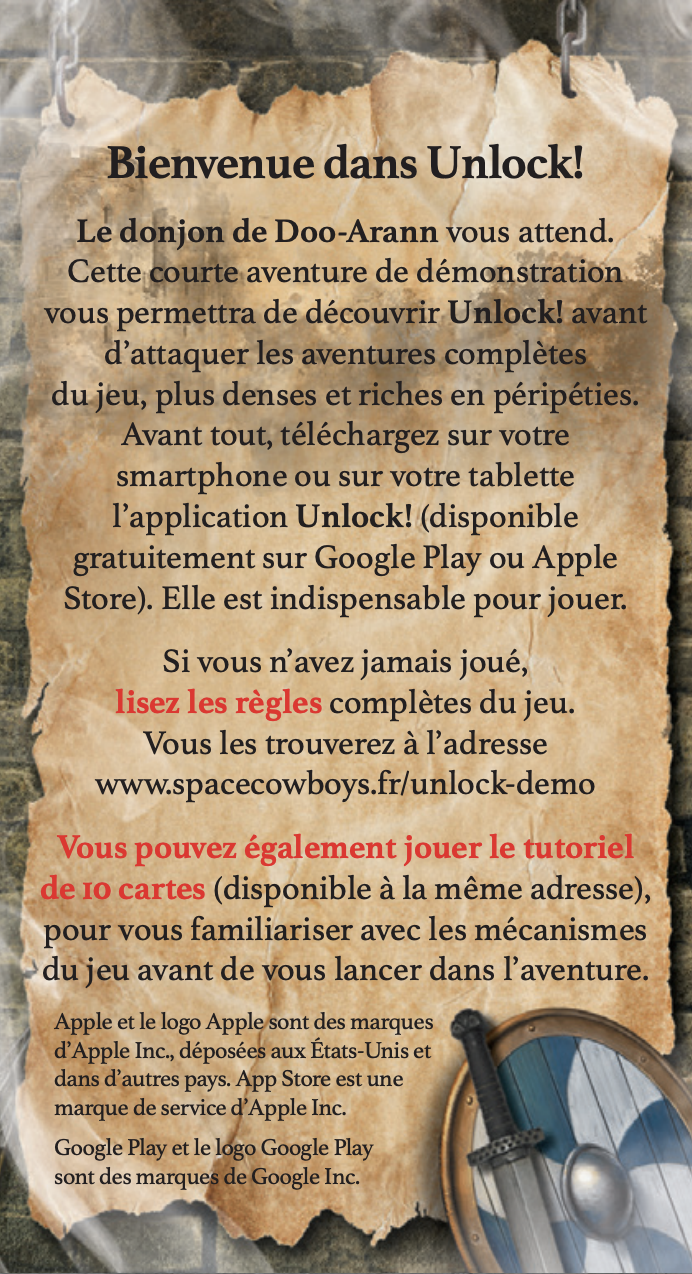 Bienvenue dans Unlock!
Le donjon de Doo-Arann vous attend.
Cette courte aventure de démonstration
vous permettra de découvrir Unlock! avant
d’attaquer les aventures complètes
du jeu, plus denses et riches en péripéties.
Avant tout, téléchargez sur votre
smartphone ou sur votre tablette
l’application Unlock! (disponible
gratuitement sur Google Play ou Apple
Store). Elle est indispensable pour jouer.
Si vous n’avez jamais joué,
lisez les règles complètes du jeu.
Vous les trouverez à l’adresse
www.spacecowboys.fr/unlock-demo
Vous pouvez également jouer le tutoriel
de 10 cartes (disponible à la même adresse),
pour vous familiariser avec les mécanismes
du jeu avant de vous lancer dans l’aventure.
Apple et le logo Apple sont des marques
d’Apple Inc., déposées aux États-Unis et
dans d’autres pays. App Store est une
marque de service d’Apple Inc.
Google Play et le logo Google Play
sont des marques de Google Inc.